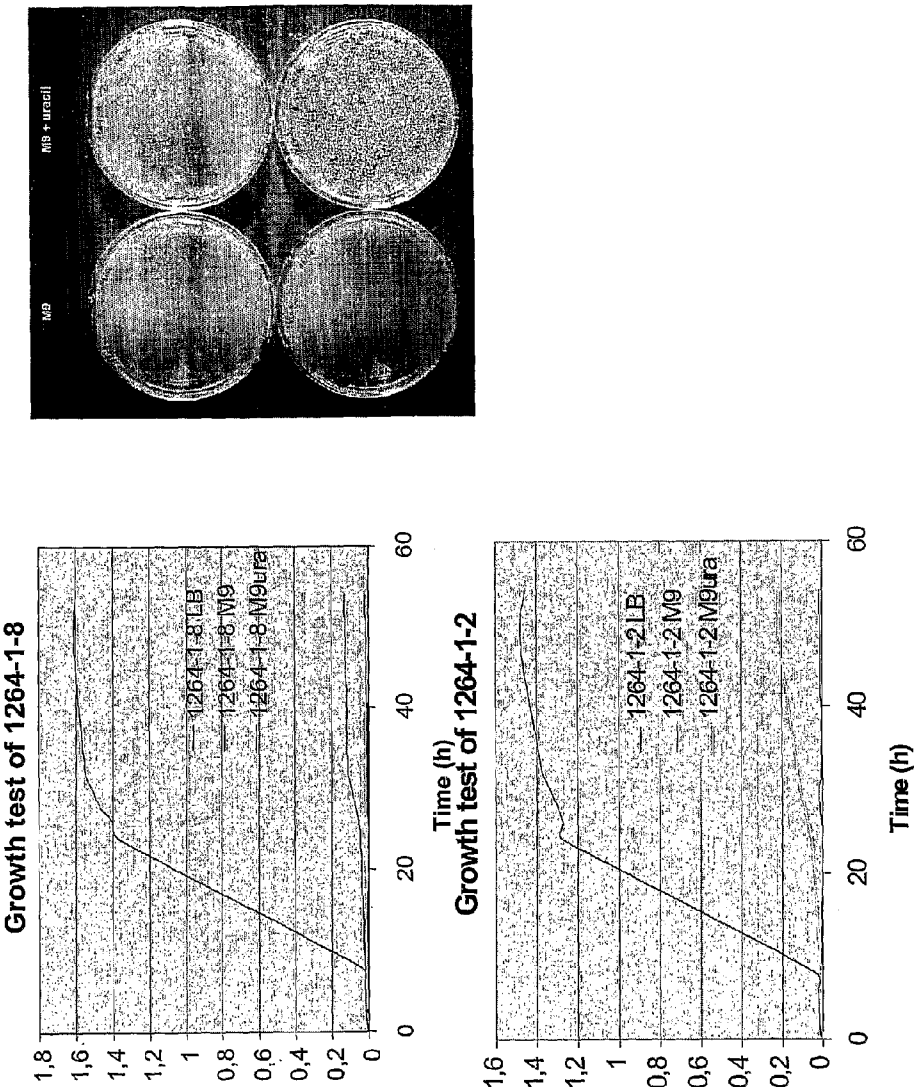 M9
M9 + uracil
Growth test of 1264-1-8
1,8
1,6
1,4
1,2
1
0,8
0,6
0,4
0,2
0
1264-1-8 LB
1264-1-8 M9
1264-1-8 M9ura
0
20
40
60
Time (h)
Growth test of 1264-1-2
1,6
1,4
1,2
1
0,8
0,6
0,4
0,2
0
1264-1-2 LB
1264-1-2 M9
1264-1-2 M9ura
0
20
40
60
Time (h)